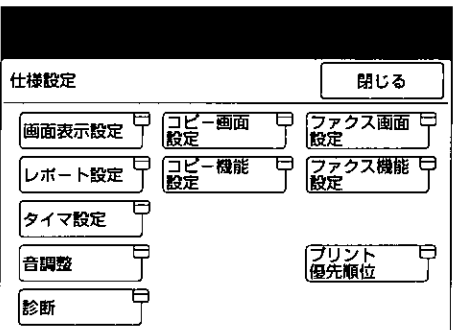 仕様設定
閉じる
画面表示設定
コピー画面
設定
ファクス画面
設定
レポート設定
コピー機能
設定
ファクス機能
設定
タイマ設定
音調整
プリント
優先順位
診断